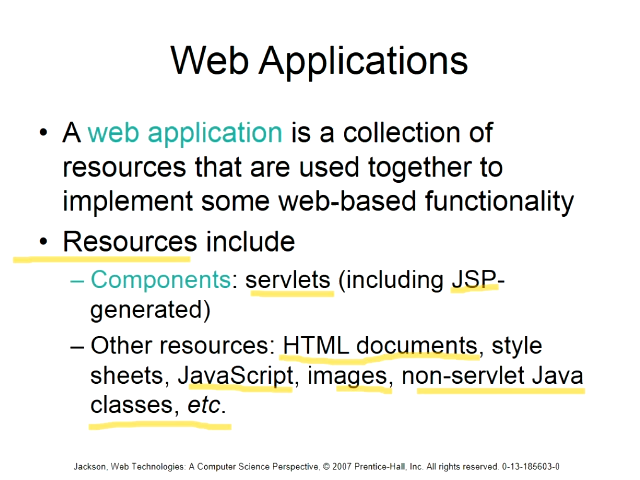 Web Applications
• A web application is a collection of
resources that are used together to
implement some web-based functionality
• Resources include
– Components: servlets (including JSP-
generated)
– Other resources: HTML documents, style
sheets, JavaScript, images, non-servlet Java
classes, etc.
Jackson, Web Technologies: A Computer Science Perspective, © 2007 Prentice-Hall, Inc. All rights reserved. 0-13-185603-0